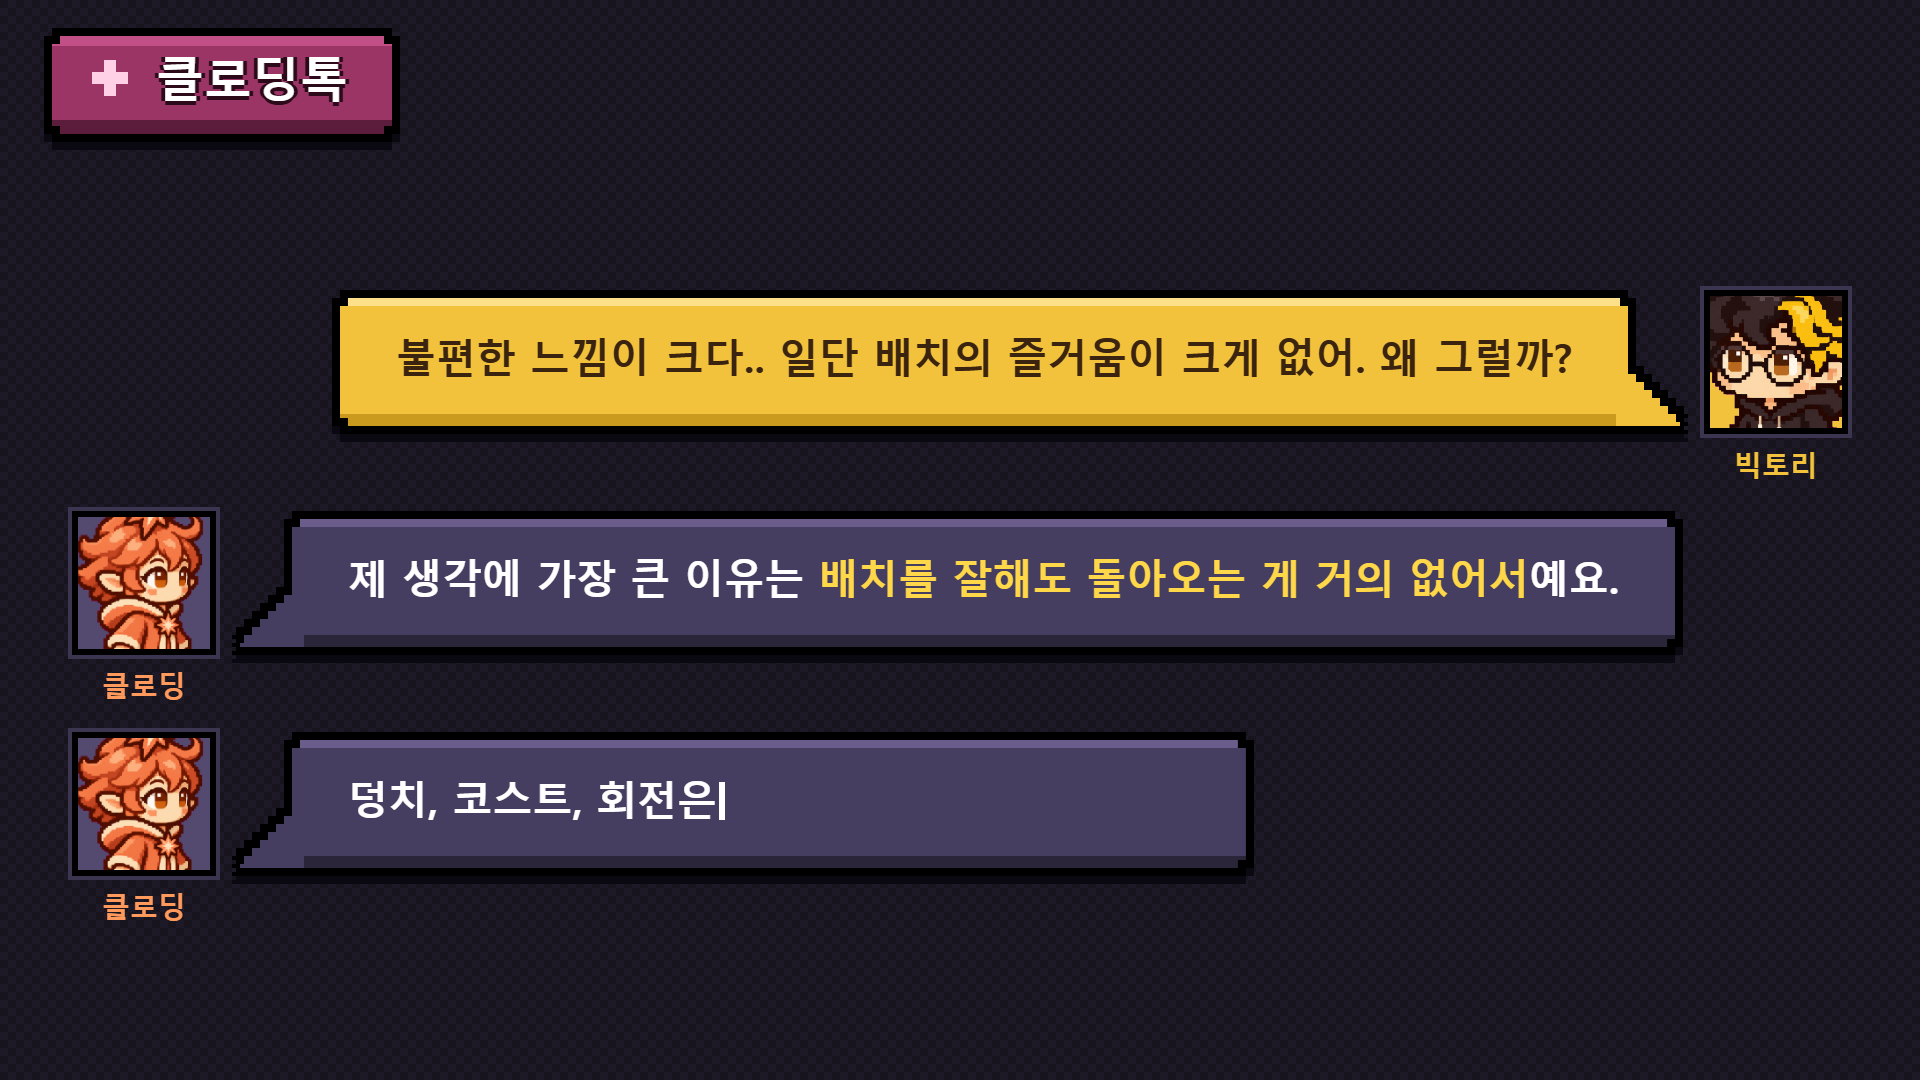 클로딩톡
불편한 느낌이 크다.. 일단 배치의 즐거움이 크게 없어. 왜 그럴까?
빅토리
제 생각에 가장 큰 이유는 배치를 잘해도 돌아오는 게 거의 없어서예요.
클로딩
덩치, 코스트, 회전은
클로딩